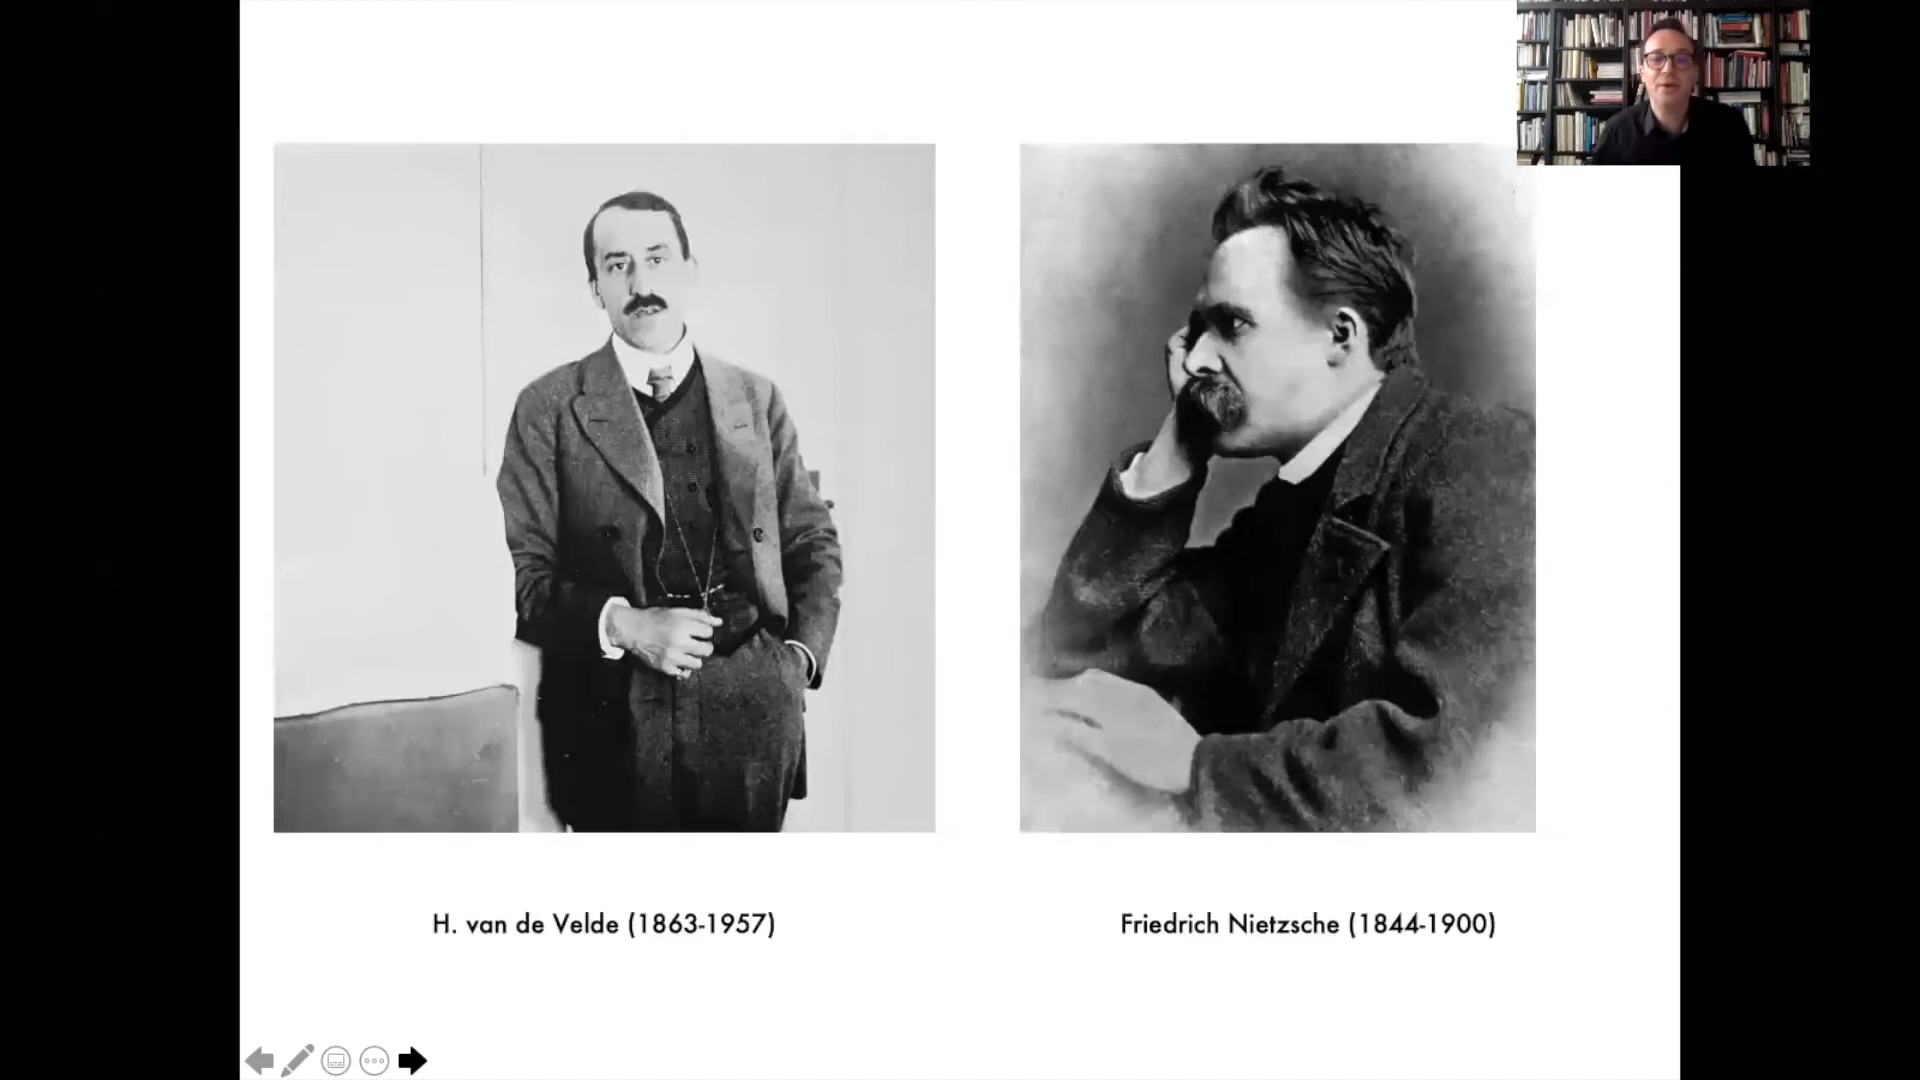 H. van de Velde (1863-1957)
Friedrich Nietzsche (1844-1900)